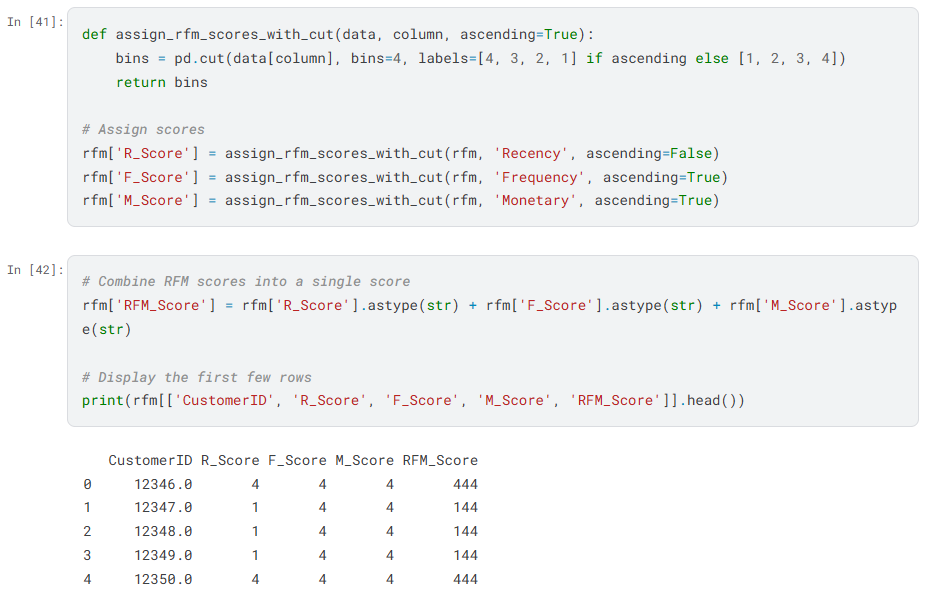 In [41]:
def assign_rfm_scores_with_cut(data, column, ascending=True):
    bins = pd.cut(data[column], bins=4, labels=[4, 3, 2, 1] if ascending else [1, 2, 3, 4])
    return bins
# Assign scores
rfm['R_Score'] = assign_rfm_scores_with_cut(rfm, 'Recency', ascending=False)
rfm['F_Score'] = assign_rfm_scores_with_cut(rfm, 'Frequency', ascending=True)
rfm['M_Score'] = assign_rfm_scores_with_cut(rfm, 'Monetary', ascending=True)
In [42]:
# Combine RFM scores into a single score
rfm['RFM_Score'] = rfm['R_Score'].astype(str) + rfm['F_Score'].astype(str) + rfm['M_Score'].astyp
e(str)
# Display the first few rows
print(rfm[['CustomerID', 'R_Score', 'F_Score', 'M_Score', 'RFM_Score']].head())
   CustomerID R_Score F_Score M_Score RFM_Score
0     12346.0       4       4       4       444
1     12347.0       1       4       4       144
2     12348.0       1       4       4       144
3     12349.0       1       4       4       144
4     12350.0       4       4       4       444